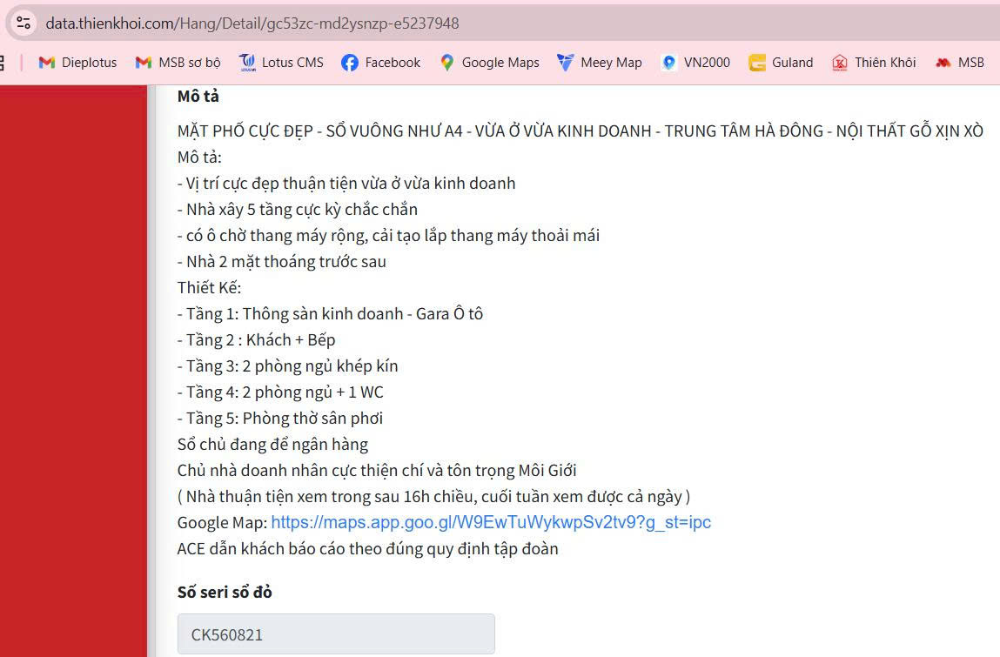 data.thienkhoi.com/Hang/Detail/gc53zc-md2ysnzp-e5237948
Dieplotus MSB sơ bộ Lotus CMS Facebook Google Maps Meey Map VN2000 Guland Thiên Khôi MSB
Mô tả
MẶT PHỐ CỰC ĐẸP - SỔ VUÔNG NHƯ A4 - VỪA Ở VỪA KINH DOANH - TRUNG TÂM HÀ ĐÔNG - NỘI THẤT GỖ XỊN XÒ
Mô tả:
- Vị trí cực đẹp thuận tiện vừa ở vừa kinh doanh
- Nhà xây 5 tầng cực kỳ chắc chắn
- có ô chờ thang máy rộng, cải tạo lắp thang máy thoải mái
- Nhà 2 mặt thoáng trước sau
Thiết Kế:
- Tầng 1: Thông sàn kinh doanh - Gara Ô tô
- Tầng 2 : Khách + Bếp
- Tầng 3: 2 phòng ngủ khép kín
- Tầng 4: 2 phòng ngủ + 1 WC
- Tầng 5: Phòng thờ sân phơi
Sổ chủ đang để ngân hàng
Chủ nhà doanh nhân cực thiện chí và tôn trọng Môi Giới
( Nhà thuận tiện xem trong sau 16h chiều, cuối tuần xem được cả ngày )
Google Map: https://maps.app.goo.gl/W9EwTuWykwpSv2tv9?g_st=ipc
ACE dẫn khách báo cáo theo đúng quy định tập đoàn
Số seri sổ đỏ
CK560821